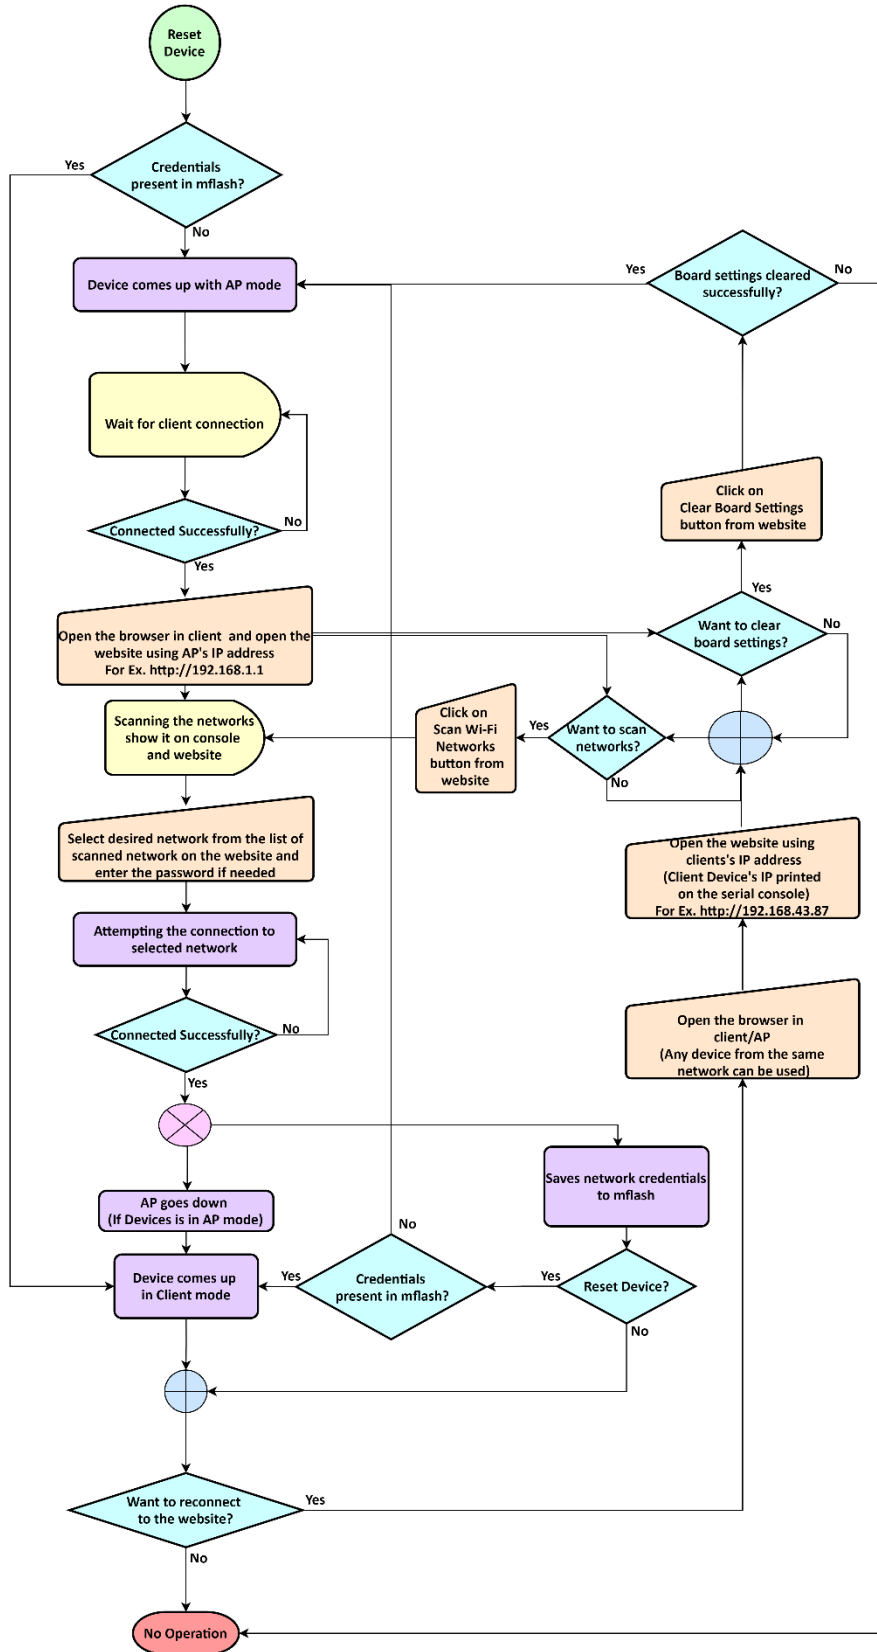 Reset
Device
Yes
Credentials
present in mflash?
No
Device comes up with AP mode
Yes
Board settings cleared
successfully?
No
Wait for client connection
Connected Successfully?
No
Yes
Click on
Clear Board Settings
button from website
Yes
Open the browser in client  and open the
website using AP's IP address
For Ex. http://192.168.1.1
Want to clear
board settings?
No
Scanning the networks
show it on console
and website
Click on
Scan Wi-Fi
Networks
button from
website
Yes
Want to scan
networks?
No
Select desired network from the list of
scanned network on the website and
enter the password if needed
Open the website using
clients's IP address
(Client Device's IP printed
on the serial console)
For Ex. http://192.168.43.87
Attempting the connection to
selected network
Connected Successfully?
No
Yes
Open the browser in
client/AP
(Any device from the same
network can be used)
Saves network credentials
to mflash
AP goes down
(If Devices is in AP mode)
No
Device comes up
in Client mode
Yes
Credentials
present in mflash?
Yes
Reset Device?
No
Want to reconnect
to the website?
Yes
No
No Operation